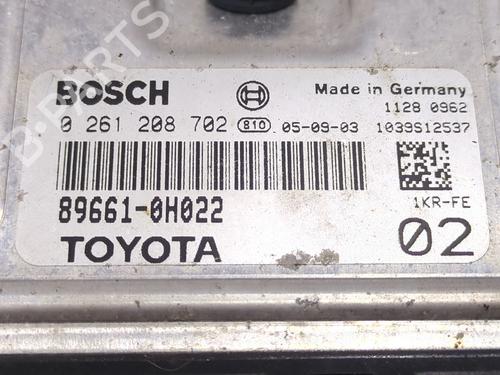 BOSCH
Made in Germany
1128 0962
0 261 208 702 810 05-09-03 1039S12537
89661-0H022
1KR-FE
TOYOTA
02
B-PARTS